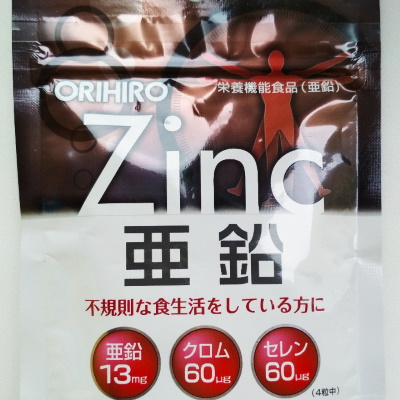 ORIHIRO
栄養機能食品(亜鉛)
Zinc
亜鉛
不規則な食生活をしている方に
亜鉛 クロム セレン
13mg 60μg 60μg
(4粒中)